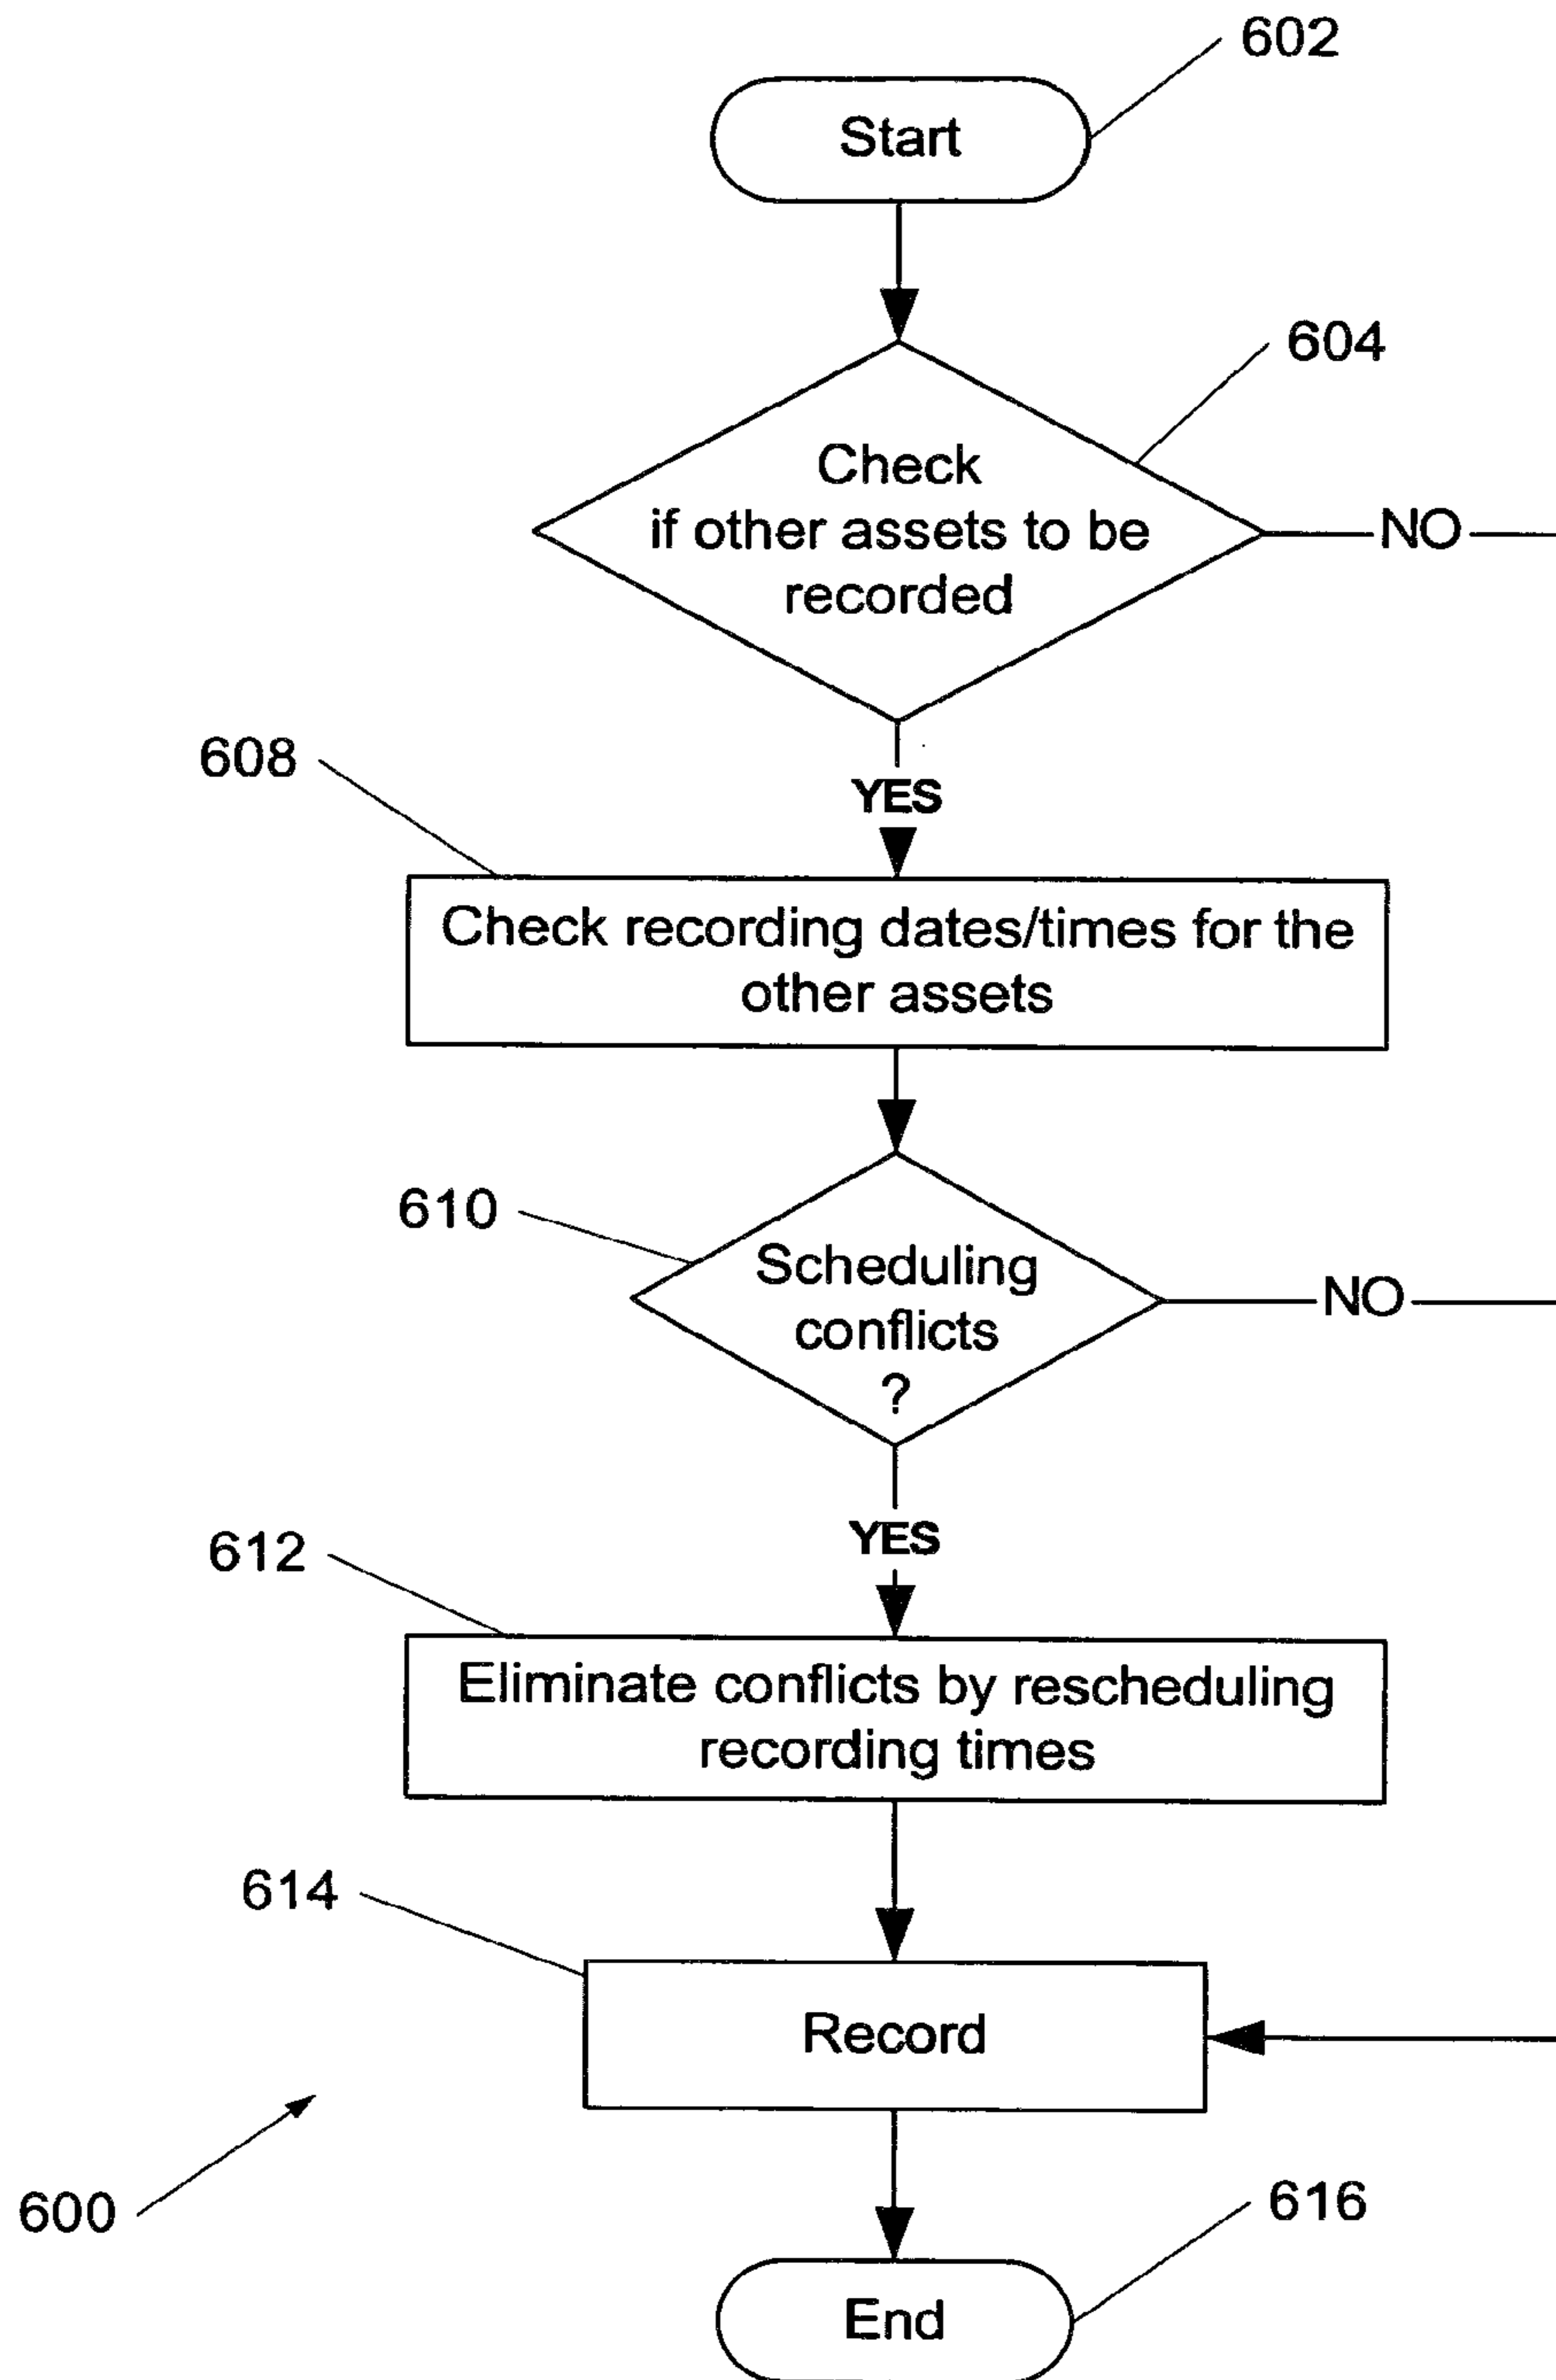 602
Start
604
Check
if other assets to be
recorded
NO
608
YES
Check recording dates/times for the
other assets
610
Scheduling
conflicts
?
NO
YES
612
Eliminate conflicts by rescheduling
recording times
614
Record
600
616
End